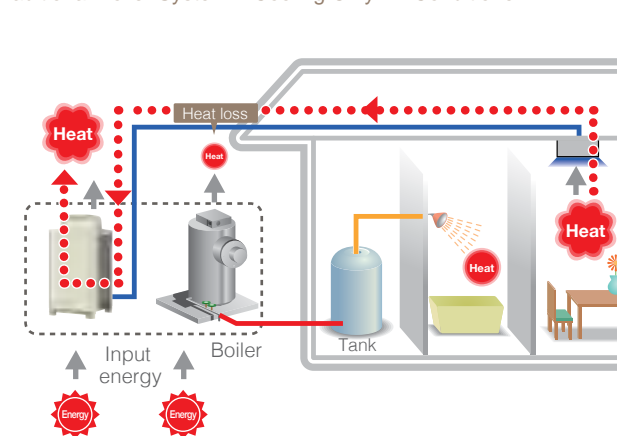 Heat loss
Heat
Heat
Heat
Heat
Input
energy
Boiler
Tank
Energy
Energy